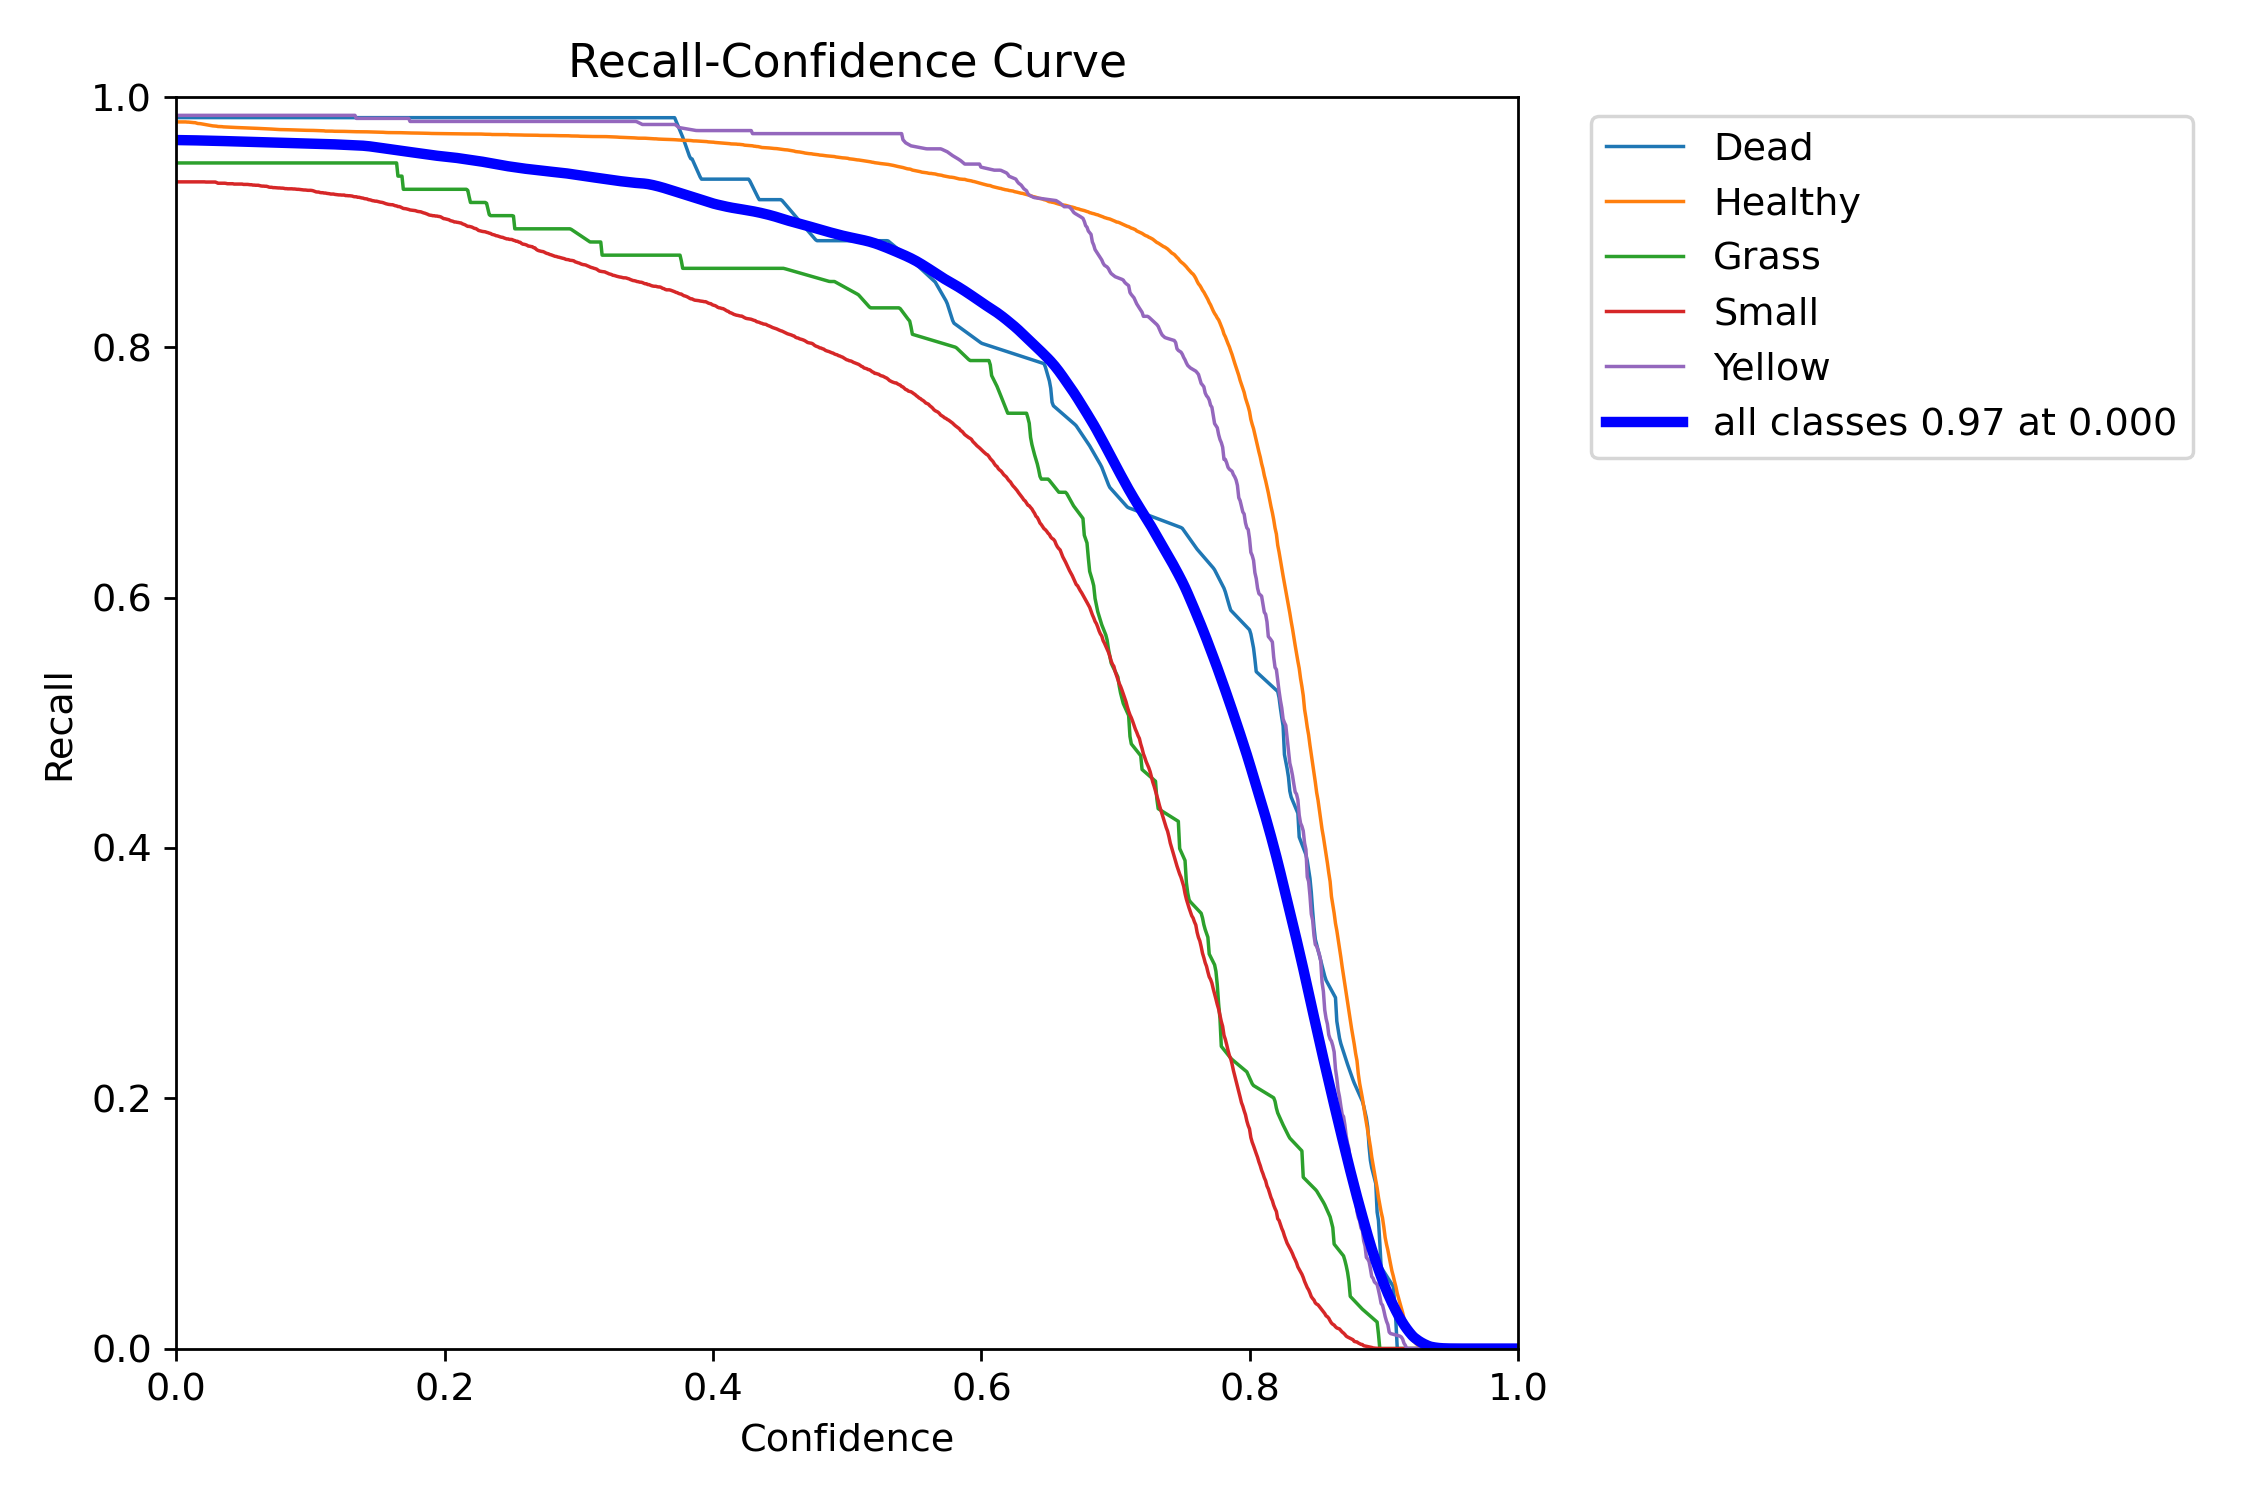 Recall-Confidence Curve
1.0
0.8
0.6
0.4
0.2
0.0
Recall
0.0 0.2 0.4 0.6 0.8 1.0
Confidence
Dead
Healthy
Grass
Small
Yellow
all classes 0.97 at 0.000